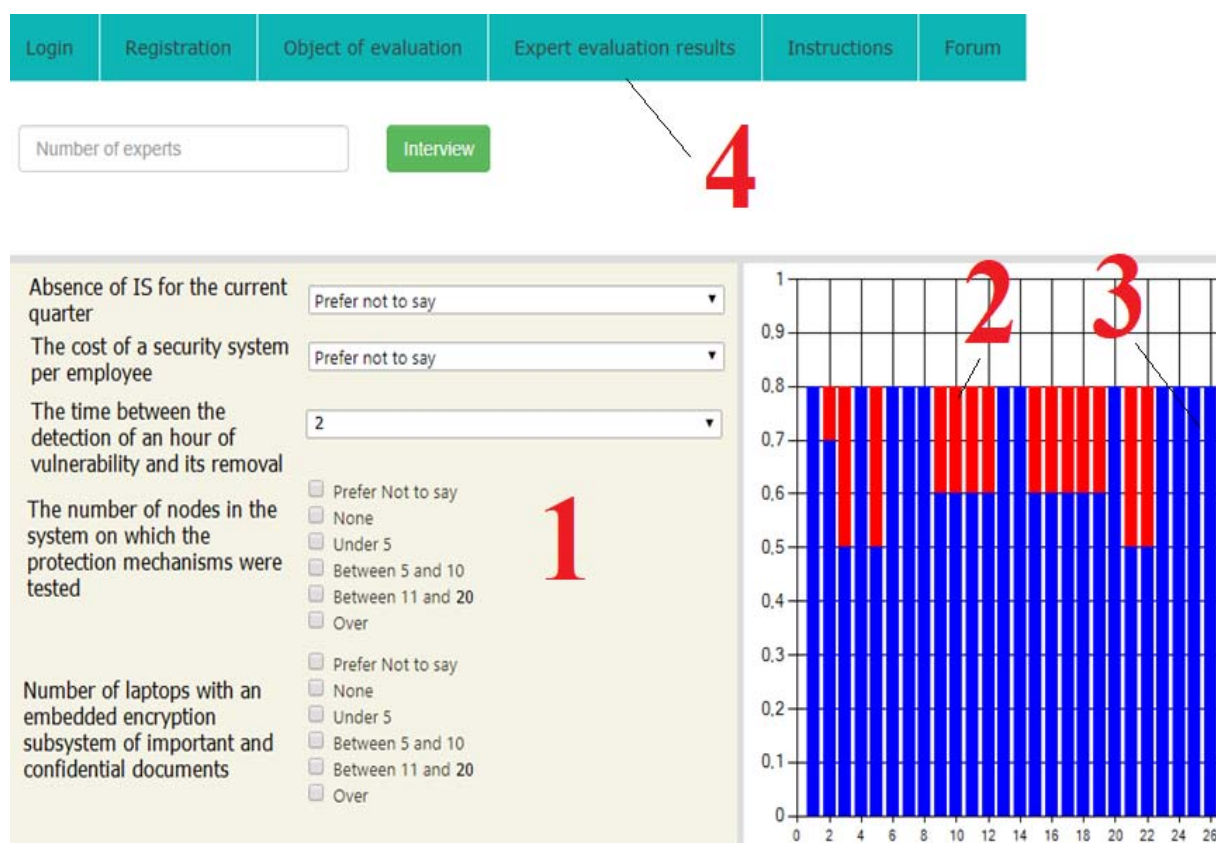 Login Registration Object of evaluation Expert evaluation results Instructions Forum
Number of experts Interview
4
Absence of IS for the current
quarter
Prefer not to say
The cost of a security system
per employee
Prefer not to say
The time between the
detection of an hour of
vulnerability and its removal
2
The number of nodes in the
system on which the
protection mechanisms were
tested
Prefer Not to say
None
Under 5
Between 5 and 10
Between 11 and 20
Over
Number of laptops with an
embedded encryption
subsystem of important and
confidential documents
Prefer Not to say
None
Under 5
Between 5 and 10
Between 11 and 20
Over
1
2
3
1
0,9
0,8
0,7
0,6
0,5
0,4
0,3
0,2
0,1
0
0 2 4 6 8 10 12 14 16 18 20 22 24 26